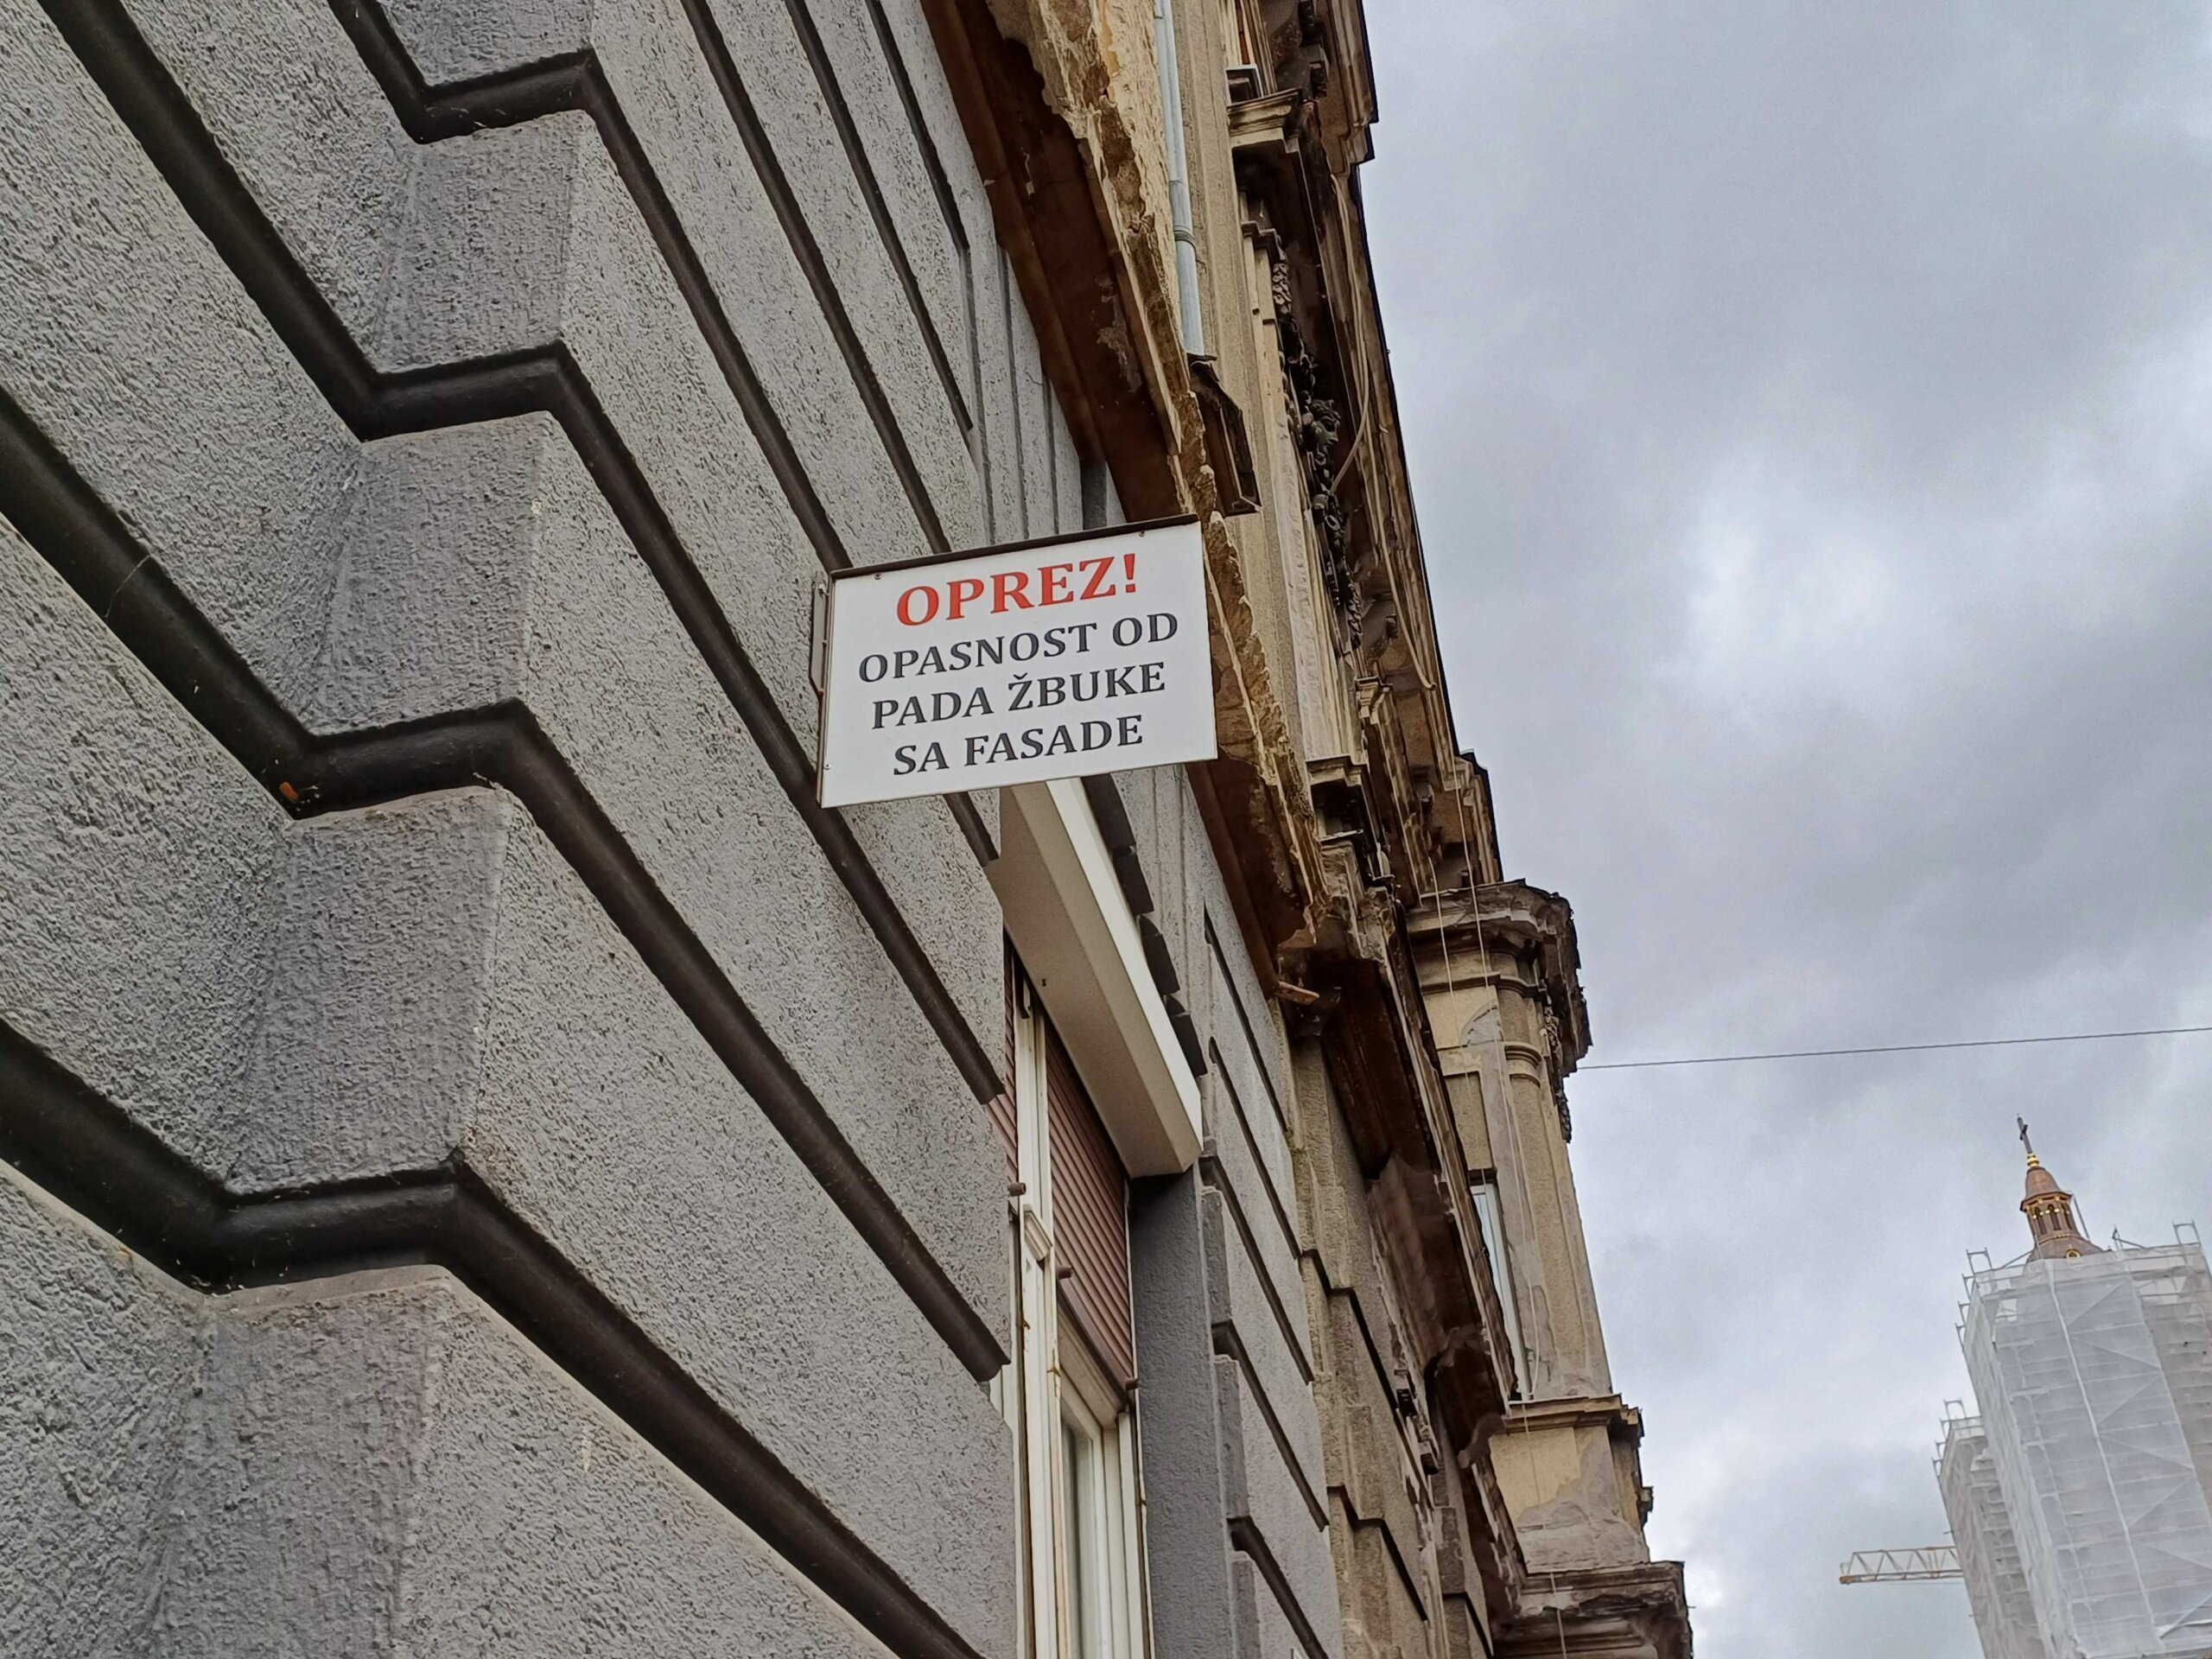 OPREZ!
OPASNOST OD
PADA ŽBUKE
SA FASADE